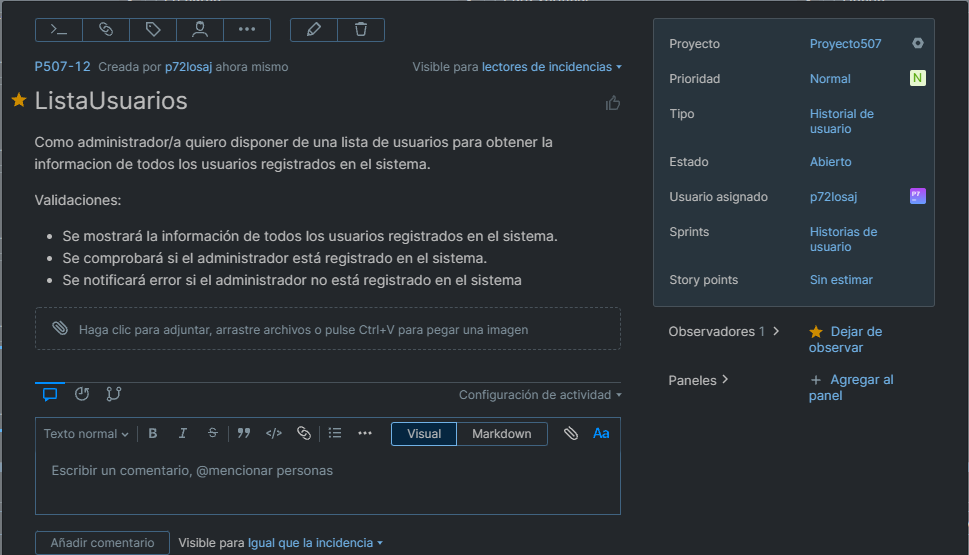 P507-12 Creada por p72losaj ahora mismo
Visible para lectores de incidencias
ListaUsuarios
Como administrador/a quiero disponer de una lista de usuarios para obtener la
informacion de todos los usuarios registrados en el sistema.
Validaciones:
Se mostrará la información de todos los usuarios registrados en el sistema.
Se comprobará si el administrador está registrado en el sistema.
Se notificará error si el administrador no está registrado en el sistema
Haga clic para adjuntar, arrastre archivos o pulse Ctrl+V para pegar una imagen
Configuración de actividad
Texto normal B I S </> Visual Markdown Aa
Escribir un comentario, @mencionar personas
Añadir comentario Visible para Igual que la incidencia
Proyecto Proyecto507
Prioridad Normal N
Tipo Historial de
usuario
Estado Abierto
Usuario asignado p72losaj P7
Sprints Historias de
usuario
Story points Sin estimar
Observadores 1 Dejar de
observar
Paneles + Agregar al
panel